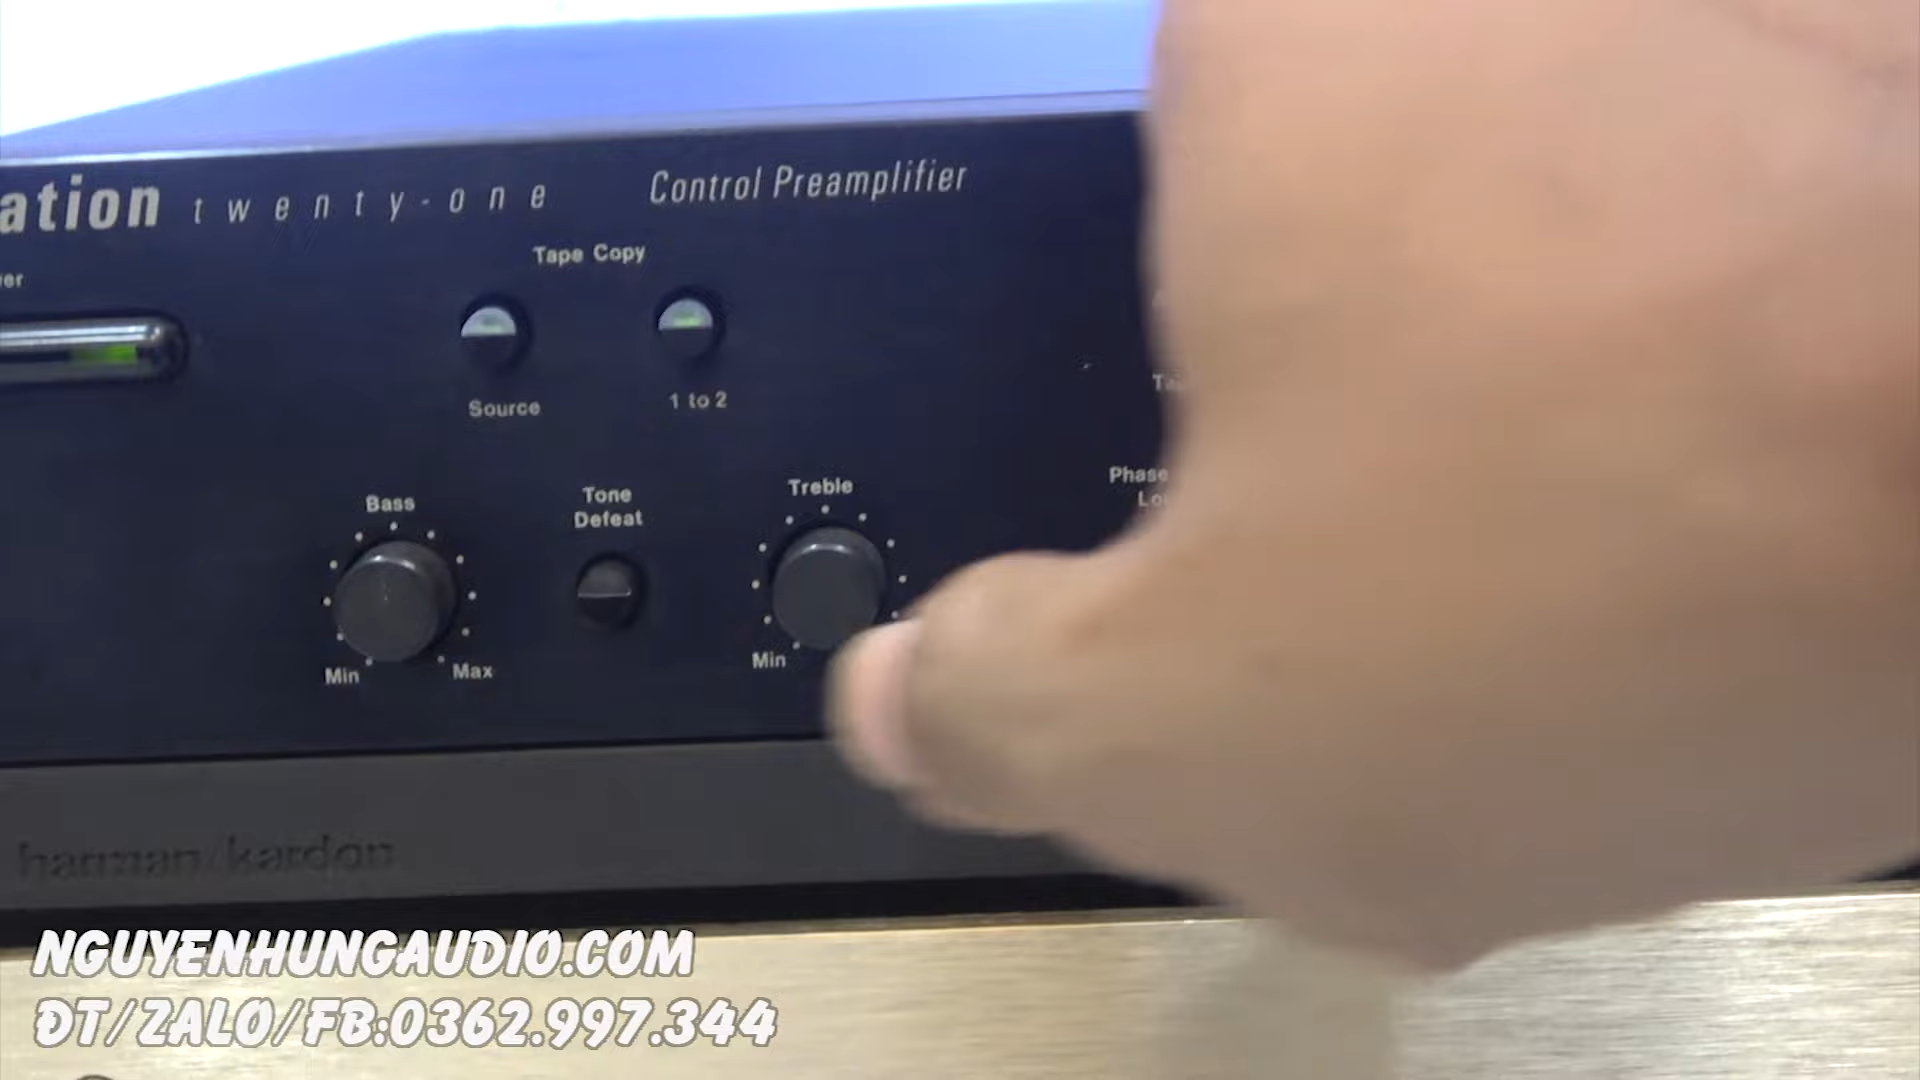 ation twenty-one Control Preamplifier
Tape Copy
Source 1 to 2
Bass Tone Defeat Treble
Min Max Min
Phase
harman/kardon
NGUYENHUNGAUDIO.COM
ĐT/ZALO/FB:0362.997.344